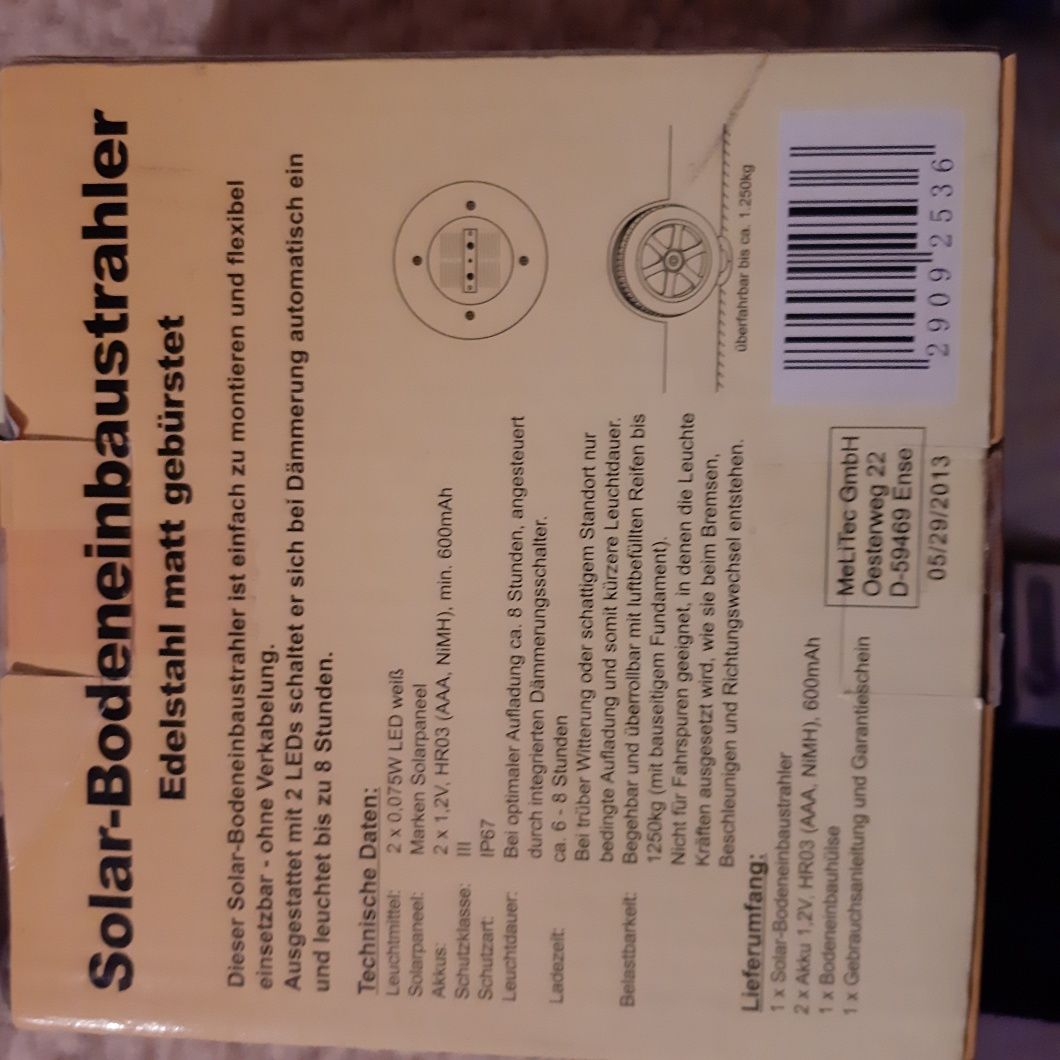 Solar-Bodeneinbaustrahler
Edelstahl matt gebürstet
Dieser Solar-Bodeneinbaustrahler ist einfach zu montieren und flexibel
einsetzbar - ohne Verkabelung.
Ausgestattet mit 2 LEDs schaltet er sich bei Dämmerung automatisch ein
und leuchtet bis zu 8 Stunden.
Technische Daten:
Leuchtmittel: 2 x 0,075W LED weiß
Solarpaneel: Marken Solarpaneel
Akkus: 2 x 1,2V, HR03 (AAA, NiMH), min. 600mAh
Schutzklasse: III
Schutzart: IP67
Leuchtdauer: Bei optimaler Aufladung ca. 8 Stunden, angesteuert
durch integrierten Dämmerungsschalter.
Ladezeit: ca. 6 - 8 Stunden
Bei trüber Witterung oder schattigem Standort nur
bedingte Aufladung und somit kürzere Leuchtdauer.
Belastbarkeit: Begehbar und überrollbar mit luftbefüllten Reifen bis
1250kg (mit bauseitigem Fundament).
Nicht für Fahrspuren geeignet, in denen die Leuchte
Kräften ausgesetzt wird, wie sie beim Bremsen,
Beschleunigen und Richtungswechsel entstehen.
überfahrbar bis ca. 1.250kg
Lieferumfang:
1 x Solar-Bodeneinbaustrahler
2 x Akku 1,2V, HR03 (AAA, NiMH), 600mAh
1 x Bodeneinbauhülse
1 x Gebrauchsanleitung und Garantieschein
MeLiTec GmbH
Oesterweg 22
D-59469 Ense
05/29/2013
29092536